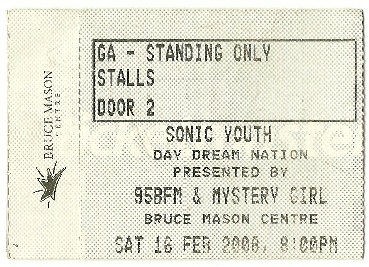 GA - STANDING ONLY
STALLS
DOOR 2
SONIC YOUTH
DAY DREAM NATION
PRESENTED BY
95BFM & MYSTERY GIRL
BRUCE MASON CENTRE
SAT 16 FEB 2008, 8:00PM
BRUCE MASON
CENTRE